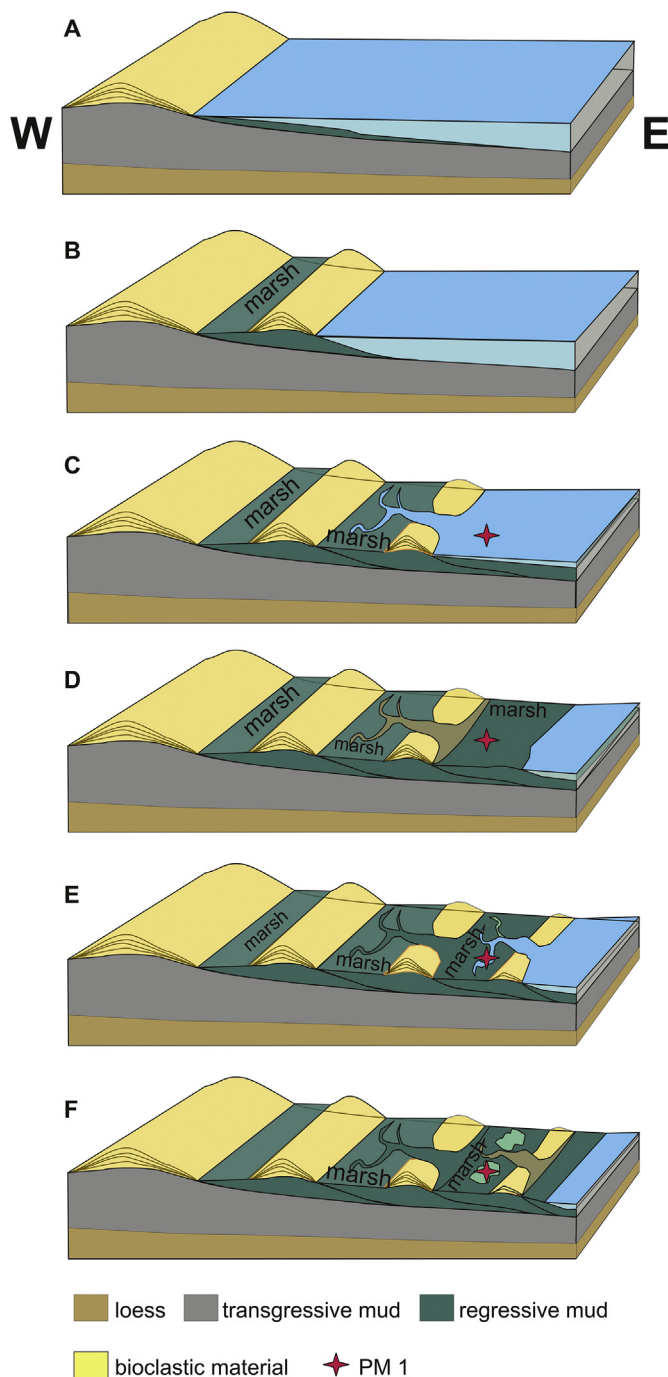 A
W
E
B
marsh
C
marsh
marsh
D
marsh
marsh
marsh
E
marsh
marsh
marsh
F
marsh
marsh
loess
transgressive mud
regressive mud
bioclastic material
PM 1